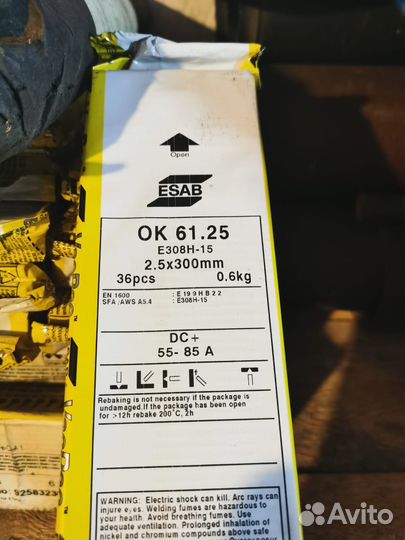 Open
ESAB
OK 61.25
E308H-15
2.5x300mm
36pcs 0.6kg
EN 1600 : E 19 9 H B 2 2
SFA / AWS A5.4 : E308H-15
DC+
55- 85 A
Rebaking is not necessary if the package is
undamaged.If the package has been open
for >12h rebake 200°C, 2h
WARNING: Electric shock can kill. Arc rays can
injure eyes. Welding fumes are hazardous to
your health. Avoid breathing fumes. Use
adequate ventilation. Prolonged inhalation of
nickel and chromium compounds above safe
Avito